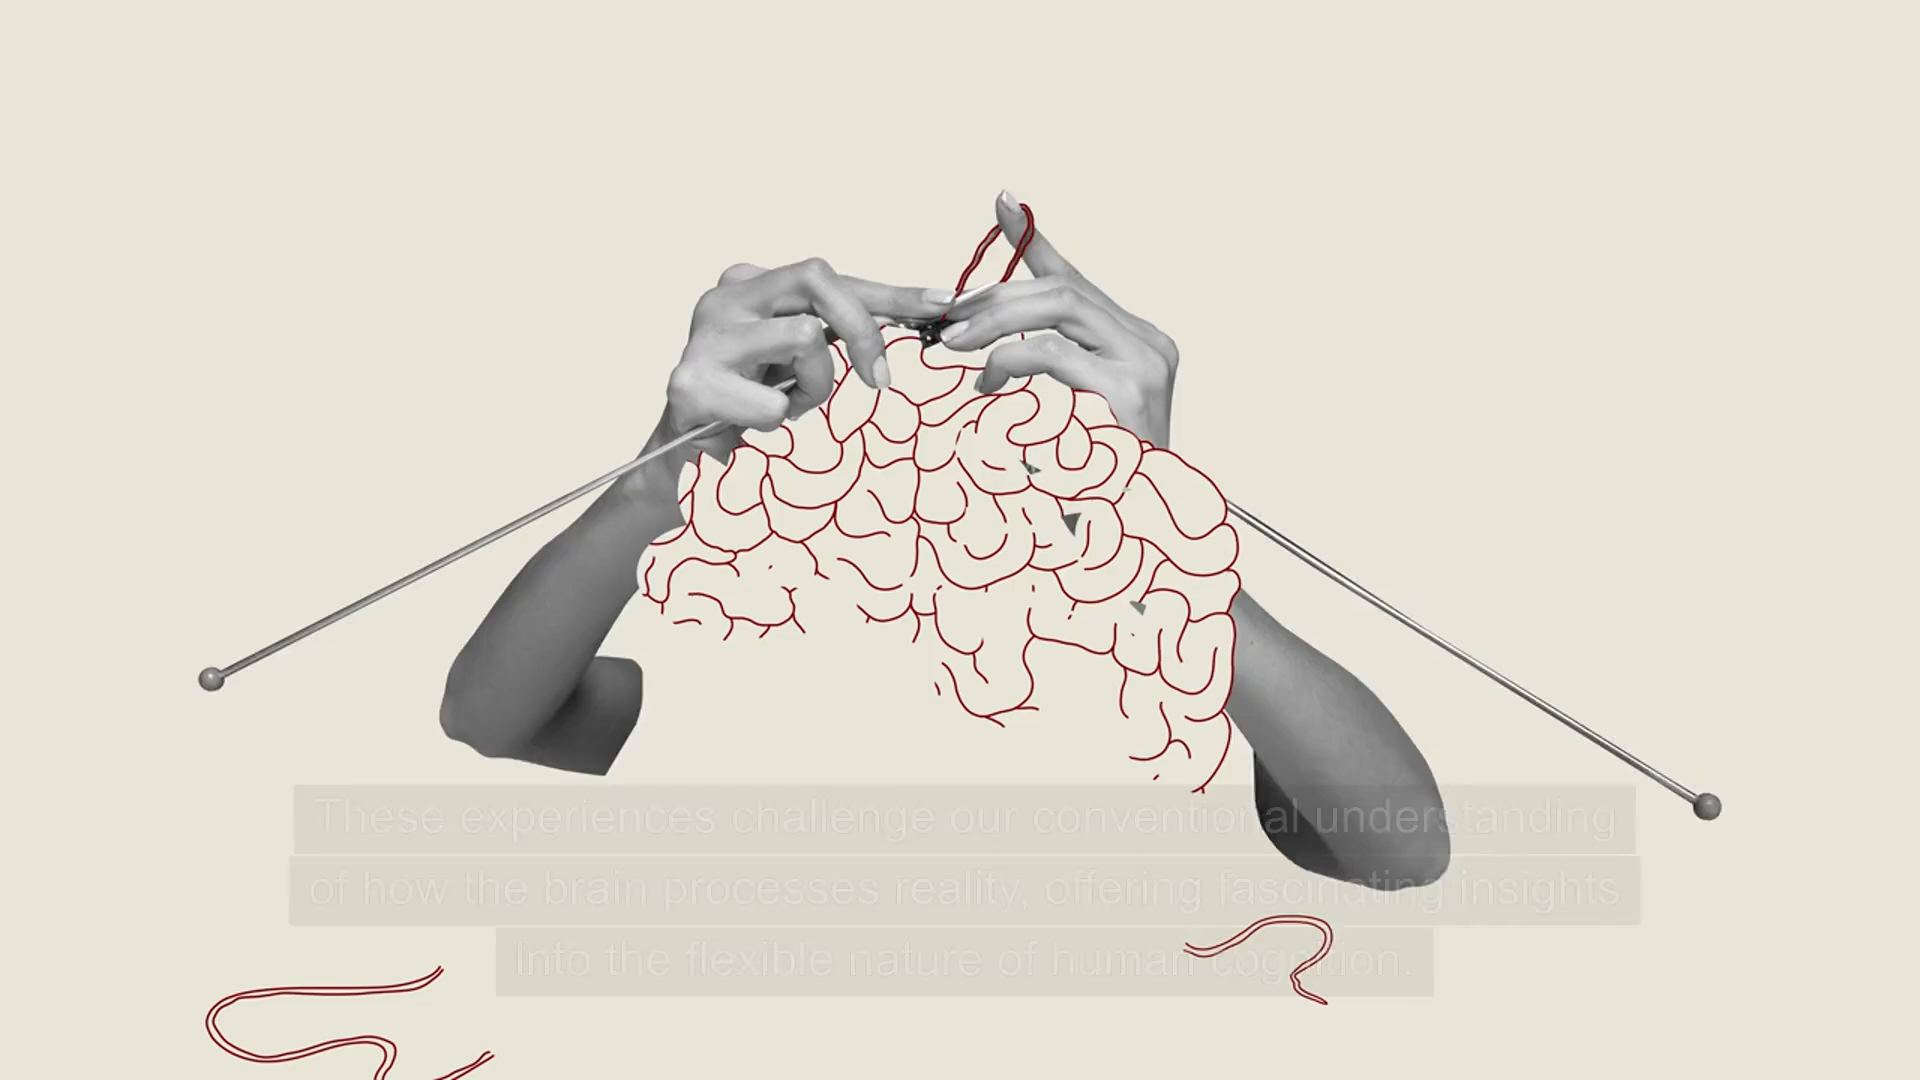 These experiences challenge our conventional understanding
of how the brain processes reality, offering fascinating insights
Into the flexible nature of human cognition.